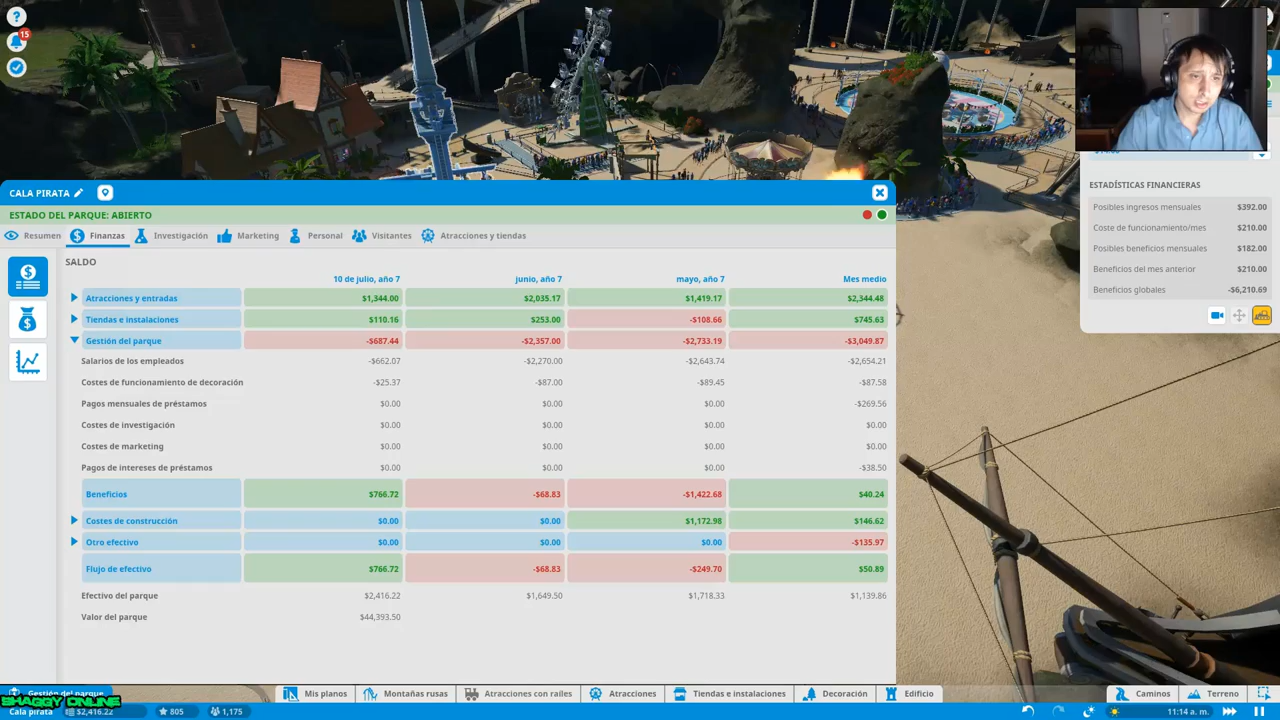 15
CALA PIRATA
ESTADO DEL PARQUE: ABIERTO
Resumen Finanzas Investigación Marketing Personal Visitantes Atracciones y tiendas
SALDO
10 de julio, año 7 junio, año 7 mayo, año 7 Mes medio
Atracciones y entradas $1,344.00 $2,035.17 $1,419.17 $2,344.48
Tiendas e instalaciones $110.16 $253.00 -$108.66 $745.63
Gestión del parque -$687.44 -$2,357.00 -$2,733.19 -$3,049.87
Salarios de los empleados -$662.07 -$2,270.00 -$2,643.74 -$2,654.21
Costes de funcionamiento de decoración -$25.37 -$87.00 -$89.45 -$87.58
Pagos mensuales de préstamos $0.00 $0.00 $0.00 -$269.56
Costes de investigación $0.00 $0.00 $0.00 $0.00
Costes de marketing $0.00 $0.00 $0.00 $0.00
Pagos de intereses de préstamos $0.00 $0.00 $0.00 -$38.50
Beneficios $766.72 -$68.83 -$1,422.68 $40.24
Costes de construcción $0.00 $0.00 $1,172.98 $146.62
Otro efectivo $0.00 $0.00 $0.00 -$135.97
Flujo de efectivo $766.72 -$68.83 -$249.70 $50.89
Efectivo del parque $2,416.22 $1,649.50 $1,718.33 $1,139.86
Valor del parque $44,393.50
ESTADÍSTICAS FINANCIERAS
Posibles ingresos mensuales $392.00
Coste de funcionamiento/mes $210.00
Posibles beneficios mensuales $182.00
Beneficios del mes anterior $210.00
Beneficios globales -$6,210.69
Gestión del parque Mis planos Montañas rusas Atracciones con raíles Atracciones Tiendas e instalaciones Decoración Edificio Caminos Terreno
SHAGGY ONLINE
Cala pirata $2,416.22 805 1,175 11:14 a. m.